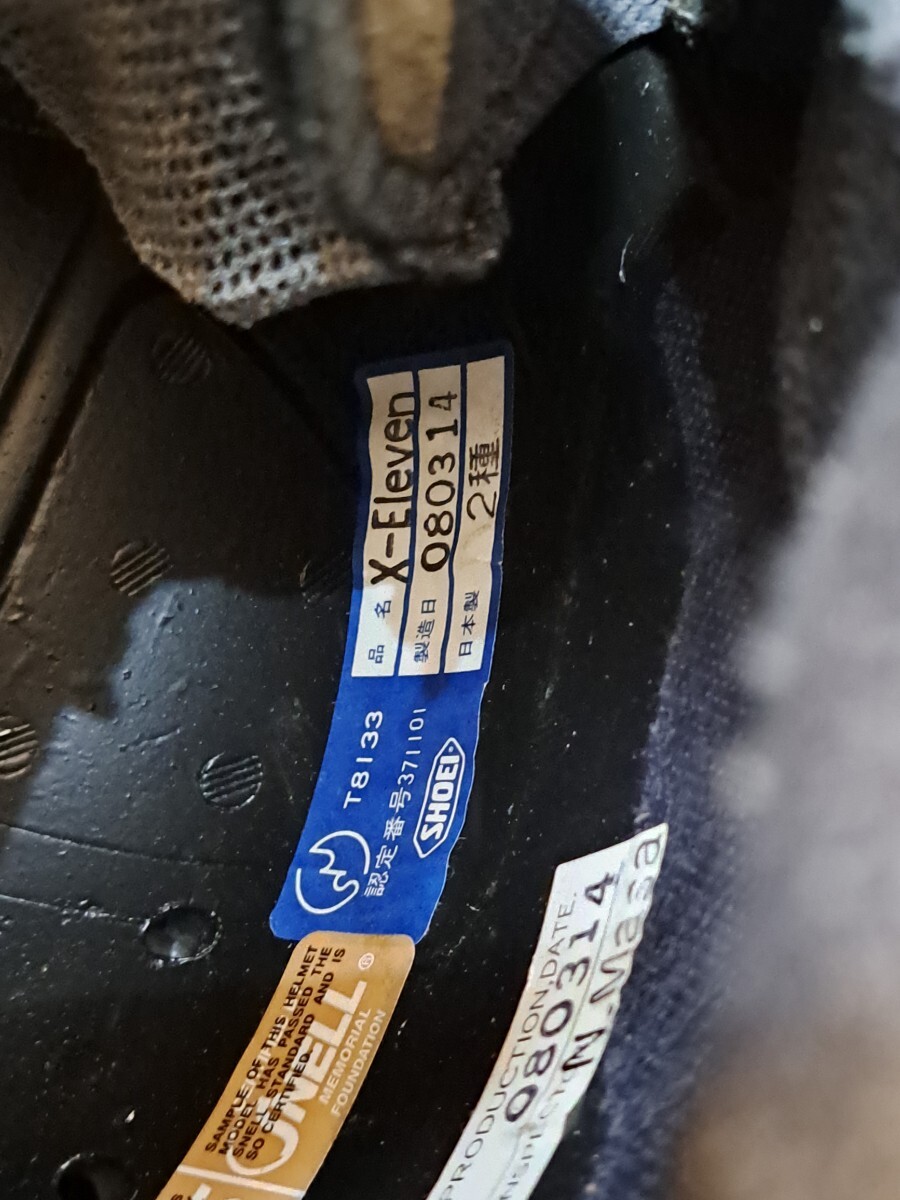 品名 X-Eleven
製造日 080314
日本製 2種
T8133
認定番号371101
SHOEI
SAMPLE OF THIS HELMET
MODEL HAS PASSED THE
SNELL STANDARD AND IS
SO CERTIFIED
SNELL®
MEMORIAL
FOUNDATION
PRODUCTION DATE.
080314
N.Masa